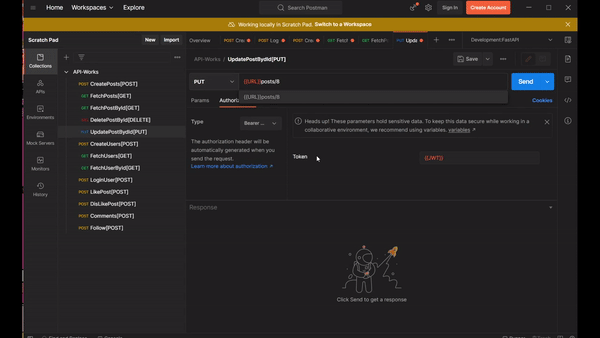 Home Workspaces Explore Search Postman Sign In Create Account
Working locally in Scratch Pad. Switch to a Workspace
Scratch Pad New Import
Overview POST Cre POST Log POST Cre GET Fetch GET FetchP PUT Upda Development:FastAPI
Collections
APIs
Environments
Mock Servers
Monitors
History
API-Works
POST CreatePosts[POST]
GET FetchPosts[GET]
GET FetchPostById[GET]
DEL DeletePostById[DELETE]
PUT UpdatePostBydId[PUT]
POST CreateUsers[POST]
GET FetchUsers[GET]
GET FetchUserById[GET]
POST LoginUser[POST]
POST LikePost[POST]
POST DisLikePost[POST]
POST Comments[POST]
POST Follow[POST]
API-Works / UpdatePostBydId[PUT] Save
PUT {{URL}}posts/8 Send
{{URL}}posts/8
Params Authoriz Cookies
Type Bearer ...
The authorization header will be
automatically generated when you
send the request.
Learn more about authorization ↗
Heads up! These parameters hold sensitive data. To keep this data secure while working in a
collaborative environment, we recommend using variables. variables ↗
Token {{JWT}}
Response
Click Send to get a response